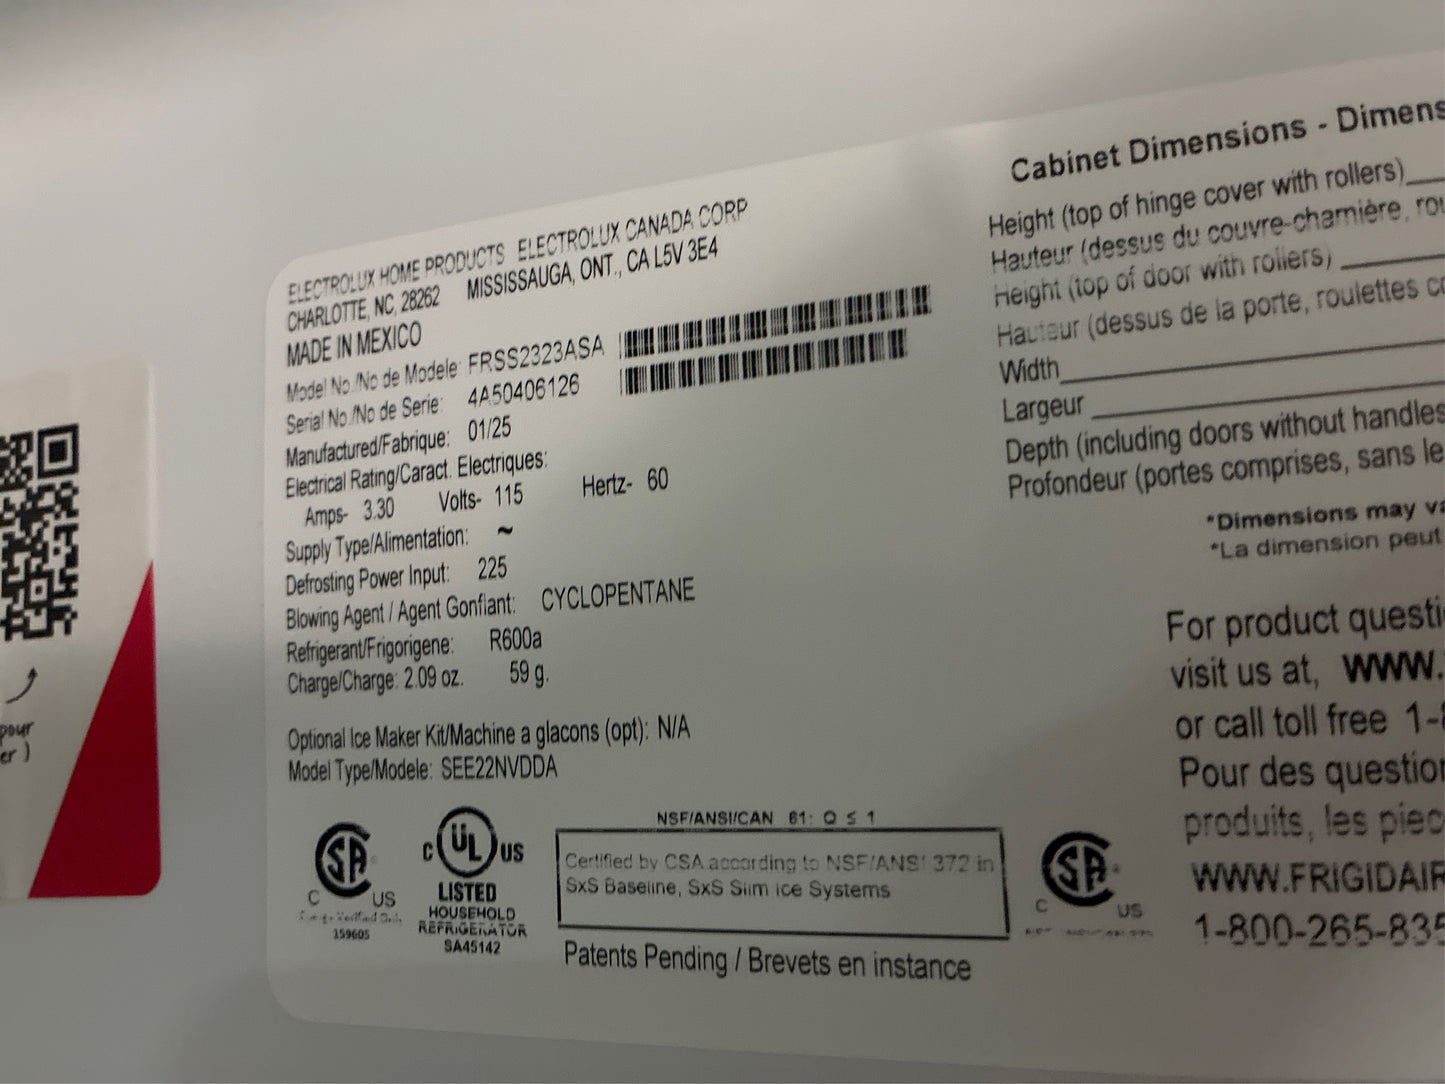 ELECTROLUX HOME PRODUCTS ELECTROLUX CANADA CORP
CHARLOTTE, NC, 28262 MISSISSAUGA, ONT., CA L5V 3E4
MADE IN MEXICO
Model No./No de Modele: FRSS2323ASA
Serial No./No de Serie: 4A50406126
Manufactured/Fabrique: 01/25
Electrical Rating/Caract. Electriques:
Amps- 3.30 Volts- 115 Hertz- 60
Supply Type/Alimentation: ~
Defrosting Power Input: 225
Blowing Agent / Agent Gonfiant: CYCLOPENTANE
Refrigerant/Frigorigene: R600a
Charge/Charge: 2.09 oz. 59 g.
Optional Ice Maker Kit/Machine a glacons (opt): N/A
Model Type/Modele: SEE22NVDDA
SA
C US
159605
C UL US
LISTED
HOUSEHOLD
REFRIGERATOR
SA45142
NSF/ANSI/CAN 61: Q ≤ 1
Certified by CSA according to NSF/ANSI 372 in
SxS Baseline, SxS Slim ice Systems
Patents Pending / Brevets en instance
SA
C US
Cabinet Dimensions - Dimens
Height (top of hinge cover with rollers)
Hauteur (dessus du couvre-charnière, rou
Height (top of door with rollers)
Hauteur (dessus de la porte, roulettes co
Width
Largeur
Depth (including doors without handles
Profondeur (portes comprises, sans le
*Dimensions may va
*La dimension peut
For product questi
visit us at, www.
or call toll free 1-8
Pour des question
produits, les piec
WWW.FRIGIDAIR
1-800-265-835
pour
er )